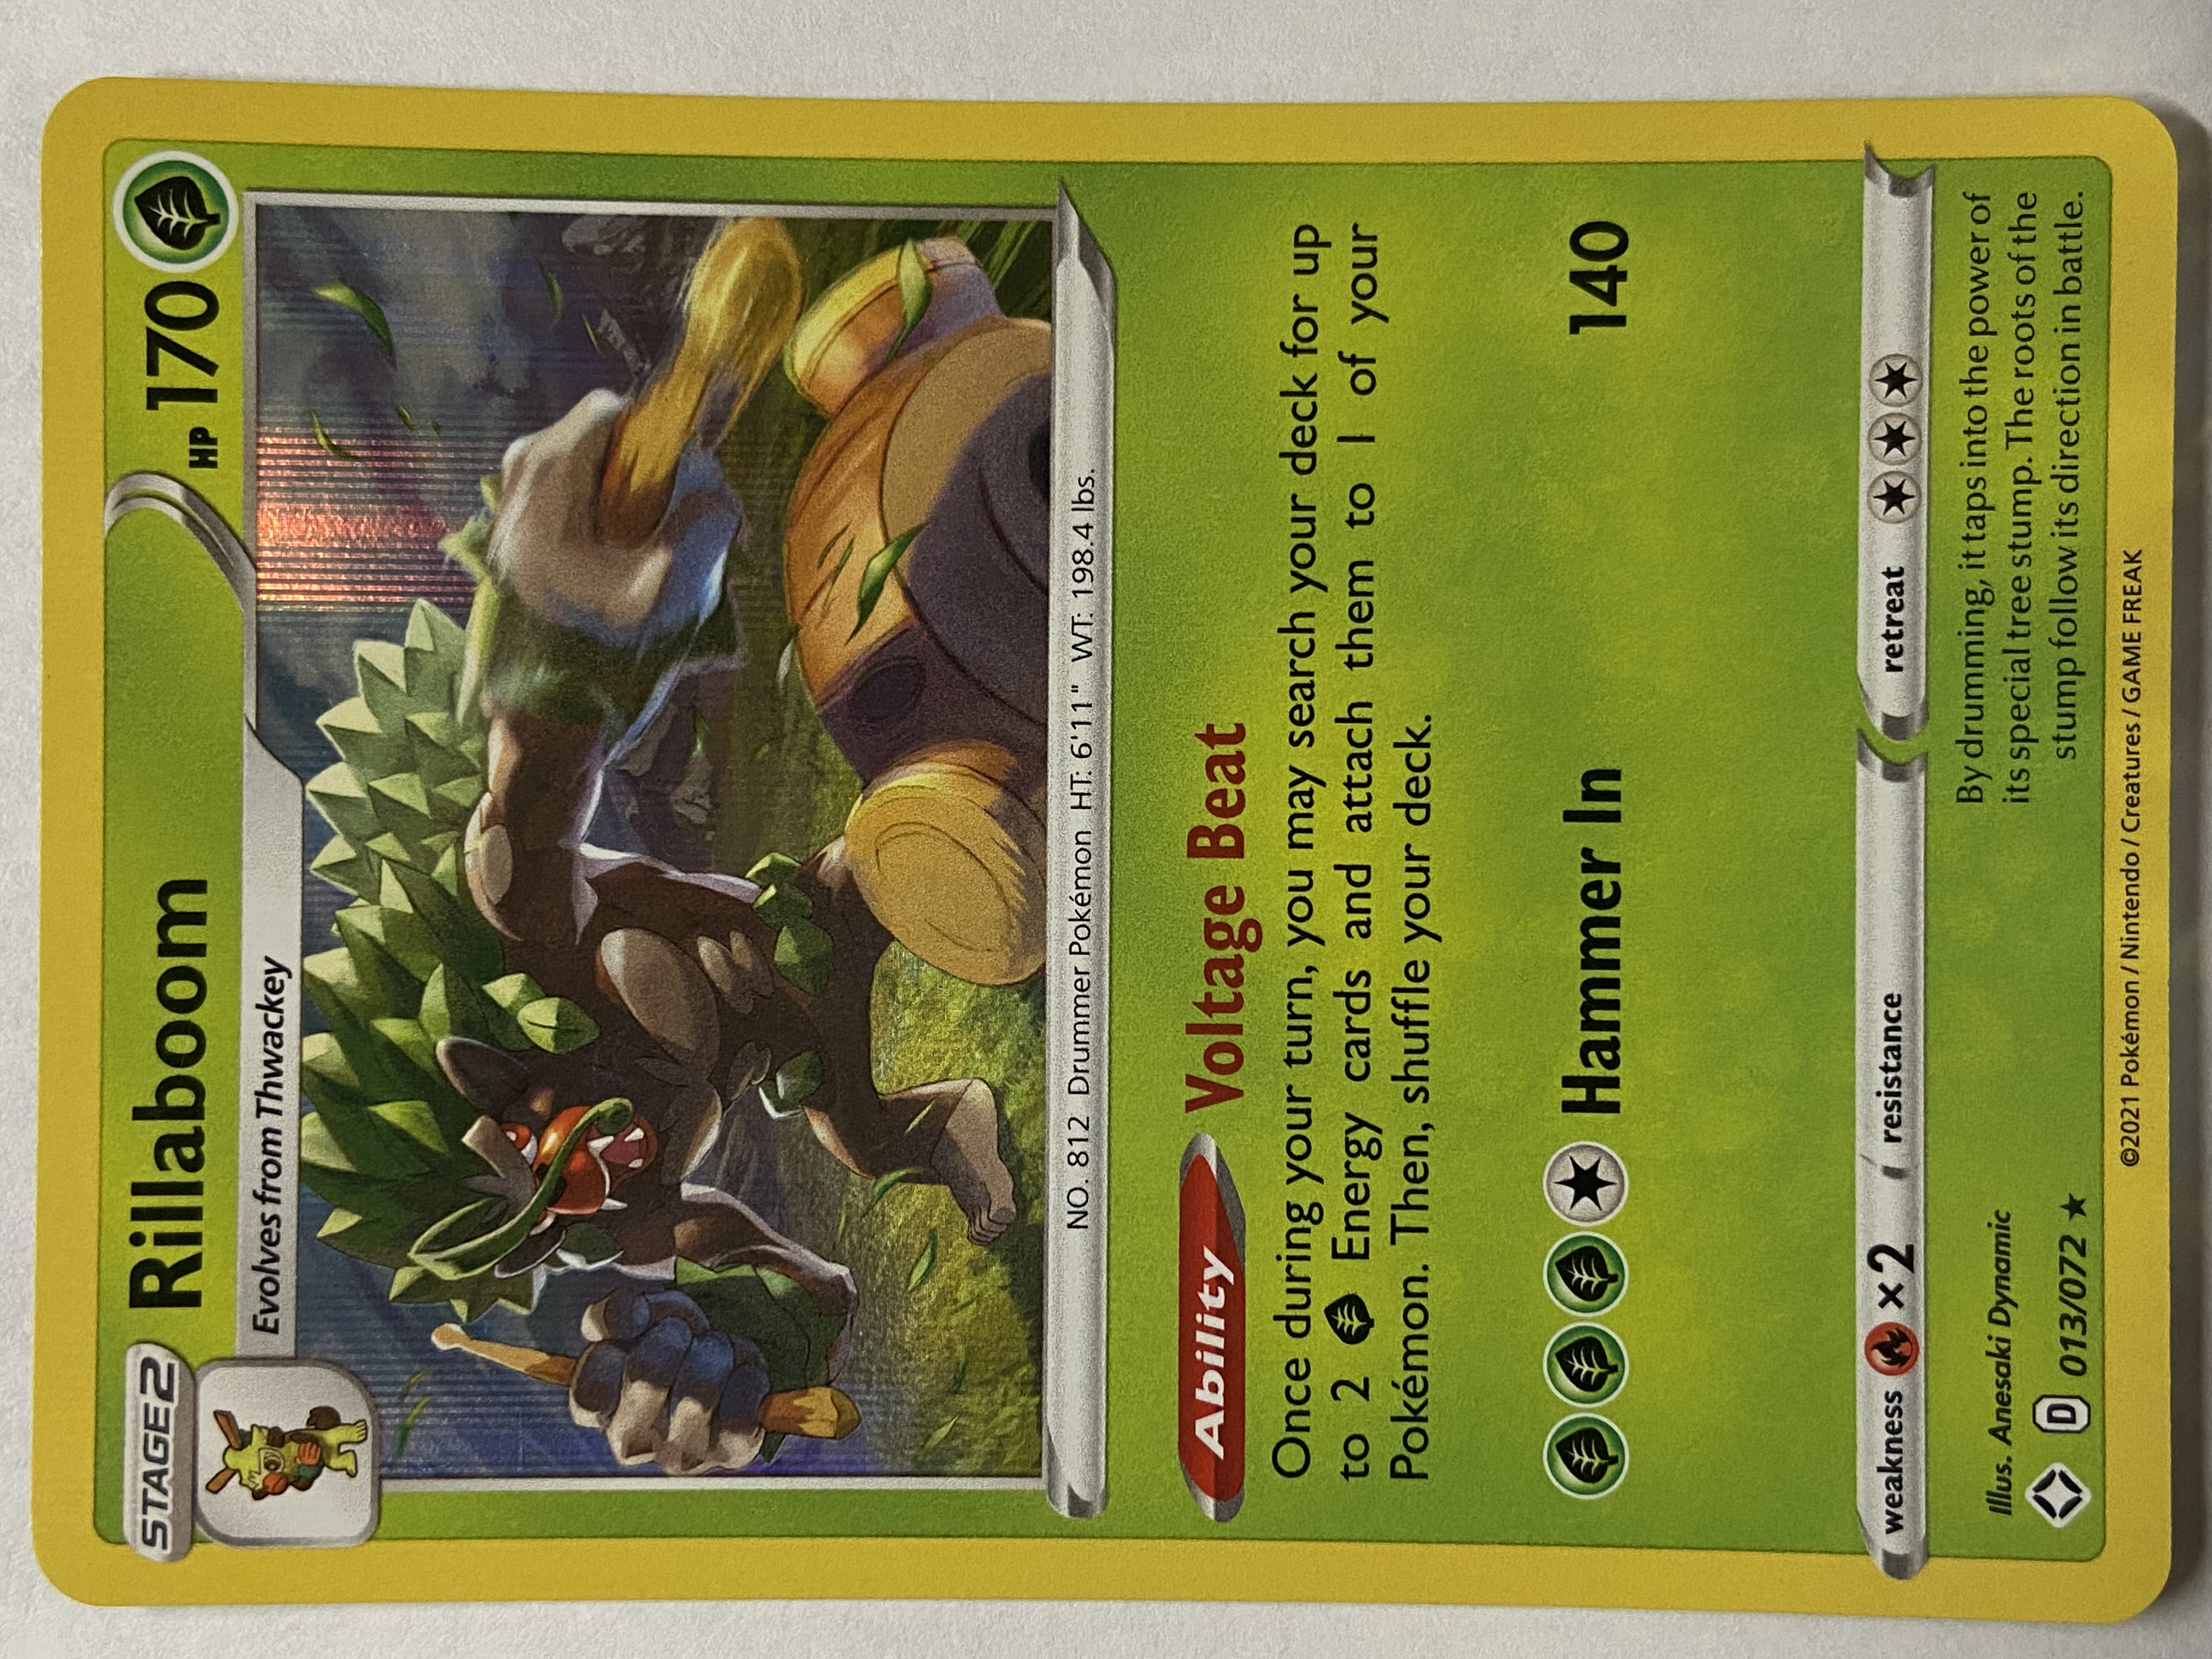 STAGE 2
Rillaboom
HP 170
Evolves from Thwackey
NO. 812 Drummer Pokémon HT: 6'11" WT: 198.4 lbs.
Ability Voltage Beat
Once during your turn, you may search your deck for up
to 2 Energy cards and attach them to 1 of your
Pokémon. Then, shuffle your deck.
Hammer In 140
weakness ×2 resistance retreat
Illus. Anesaki Dynamic
D 013/072 ★
By drumming, it taps into the power of
its special tree stump. The roots of the
stump follow its direction in battle.
©2021 Pokémon / Nintendo / Creatures / GAME FREAK